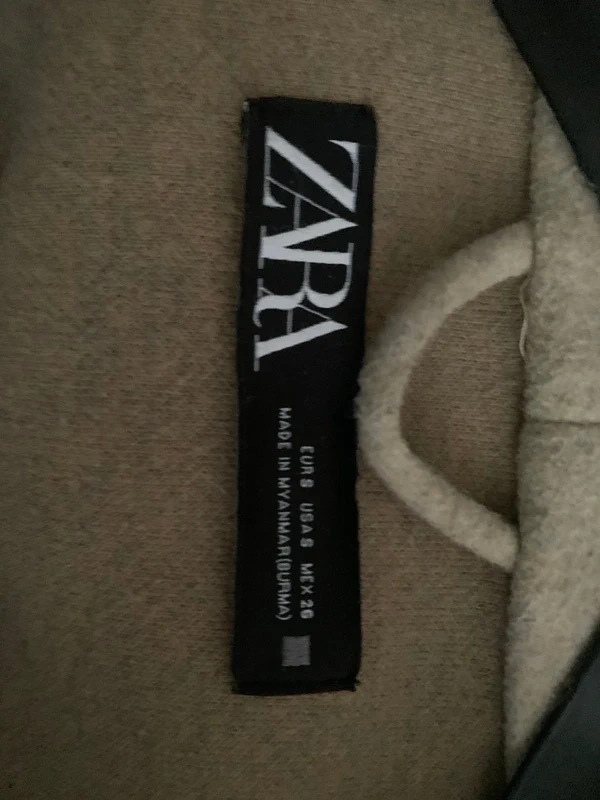 ZARA
EUR S USA S MEX 26
MADE IN MYANMAR(BURMA)